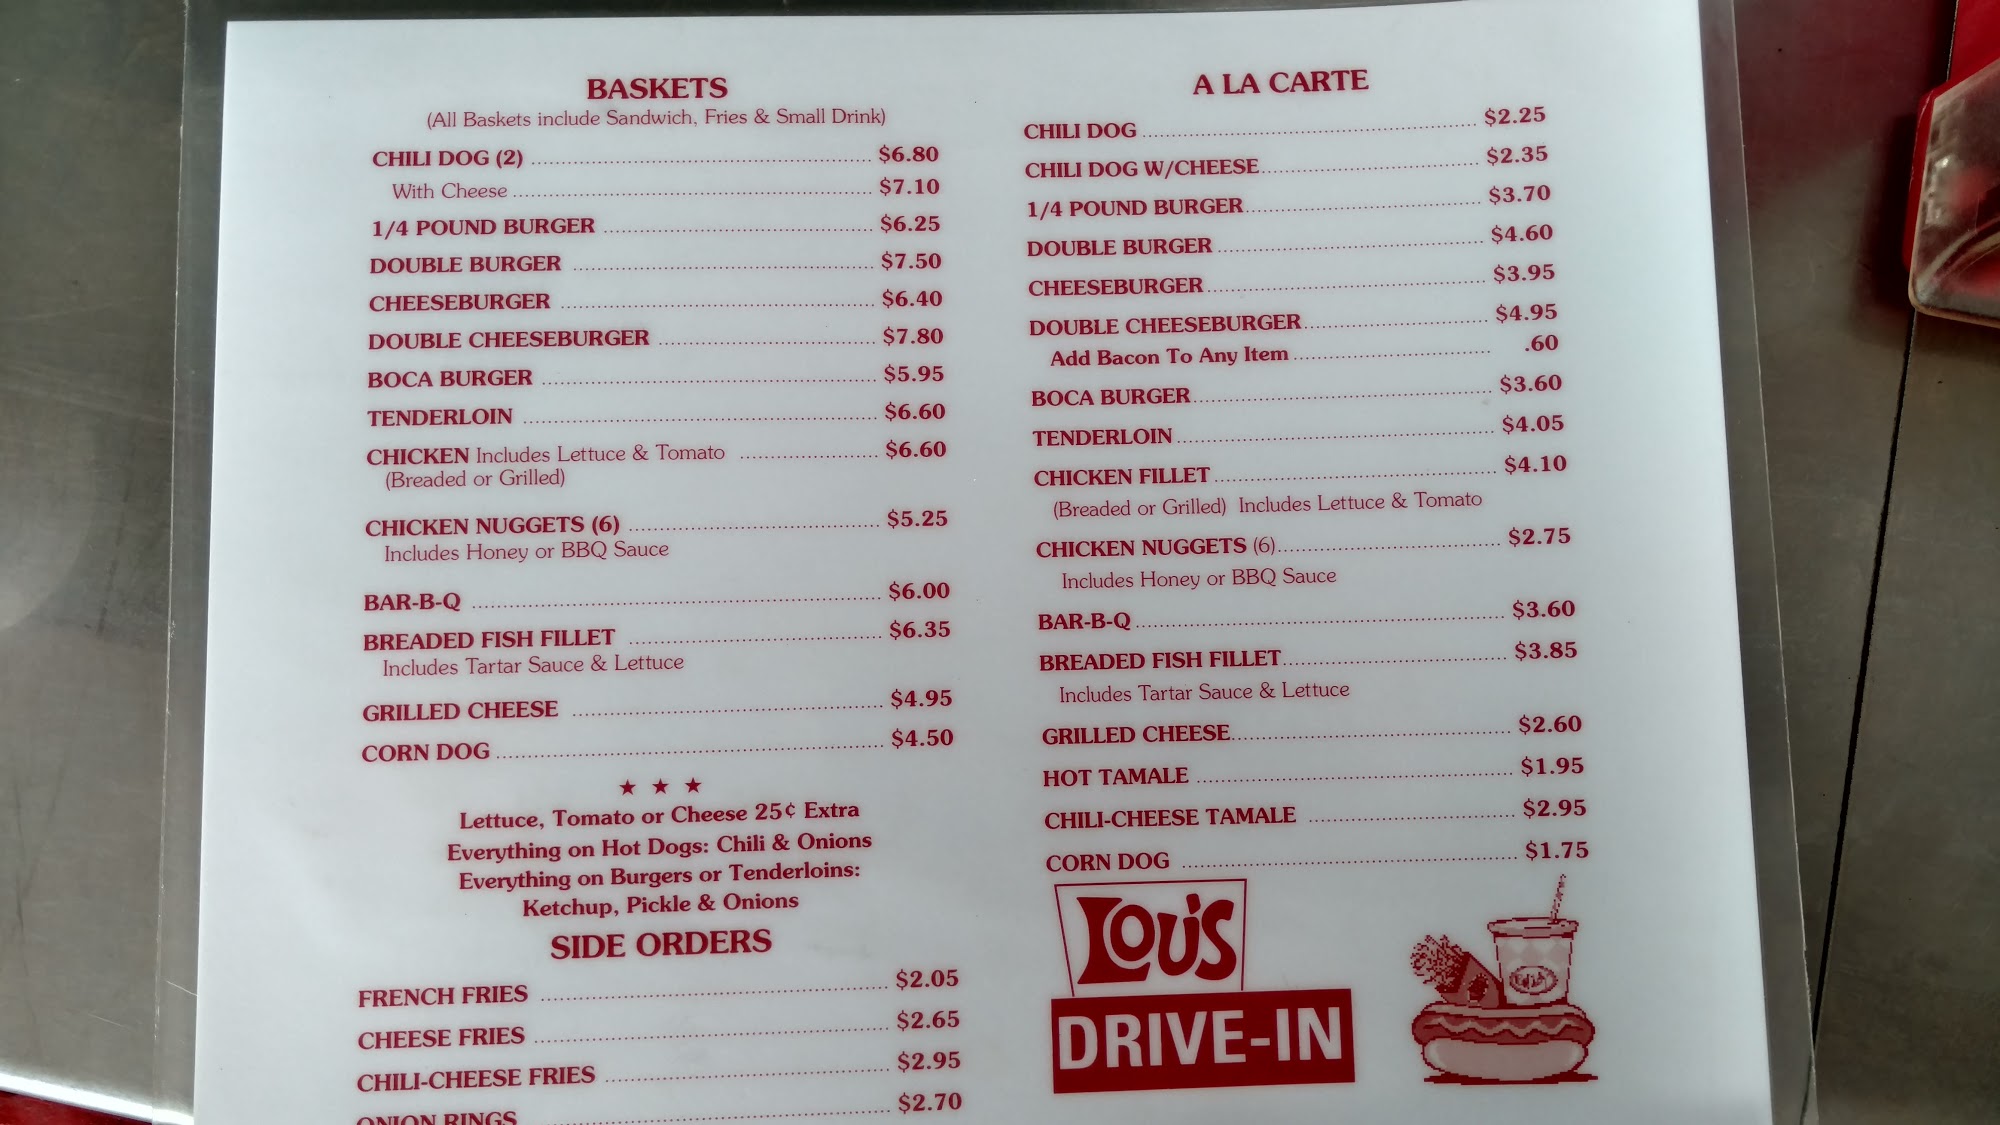 BASKETS
(All Baskets include Sandwich, Fries & Small Drink)
CHILI DOG (2) $6.80
With Cheese $7.10
1/4 POUND BURGER $6.25
DOUBLE BURGER $7.50
CHEESEBURGER $6.40
DOUBLE CHEESEBURGER $7.80
BOCA BURGER $5.95
TENDERLOIN $6.60
CHICKEN Includes Lettuce & Tomato $6.60
(Breaded or Grilled)
CHICKEN NUGGETS (6) $5.25
Includes Honey or BBQ Sauce
BAR-B-Q $6.00
BREADED FISH FILLET $6.35
Includes Tartar Sauce & Lettuce
GRILLED CHEESE $4.95
CORN DOG $4.50
★ ★ ★
Lettuce, Tomato or Cheese 25¢ Extra
Everything on Hot Dogs: Chili & Onions
Everything on Burgers or Tenderloins:
Ketchup, Pickle & Onions
SIDE ORDERS
FRENCH FRIES $2.05
CHEESE FRIES $2.65
CHILI-CHEESE FRIES $2.95
ONION RINGS $2.70
A LA CARTE
CHILI DOG $2.25
CHILI DOG W/CHEESE $2.35
1/4 POUND BURGER $3.70
DOUBLE BURGER $4.60
CHEESEBURGER $3.95
DOUBLE CHEESEBURGER $4.95
Add Bacon To Any Item .60
BOCA BURGER $3.60
TENDERLOIN $4.05
CHICKEN FILLET $4.10
(Breaded or Grilled) Includes Lettuce & Tomato
CHICKEN NUGGETS (6) $2.75
Includes Honey or BBQ Sauce
BAR-B-Q $3.60
BREADED FISH FILLET $3.85
Includes Tartar Sauce & Lettuce
GRILLED CHEESE $2.60
HOT TAMALE $1.95
CHILI-CHEESE TAMALE $2.95
CORN DOG $1.75
LOU'S
DRIVE-IN